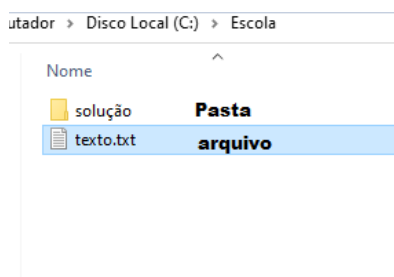 utador > Disco Local (C:) > Escola
Nome
solução Pasta
texto.txt arquivo